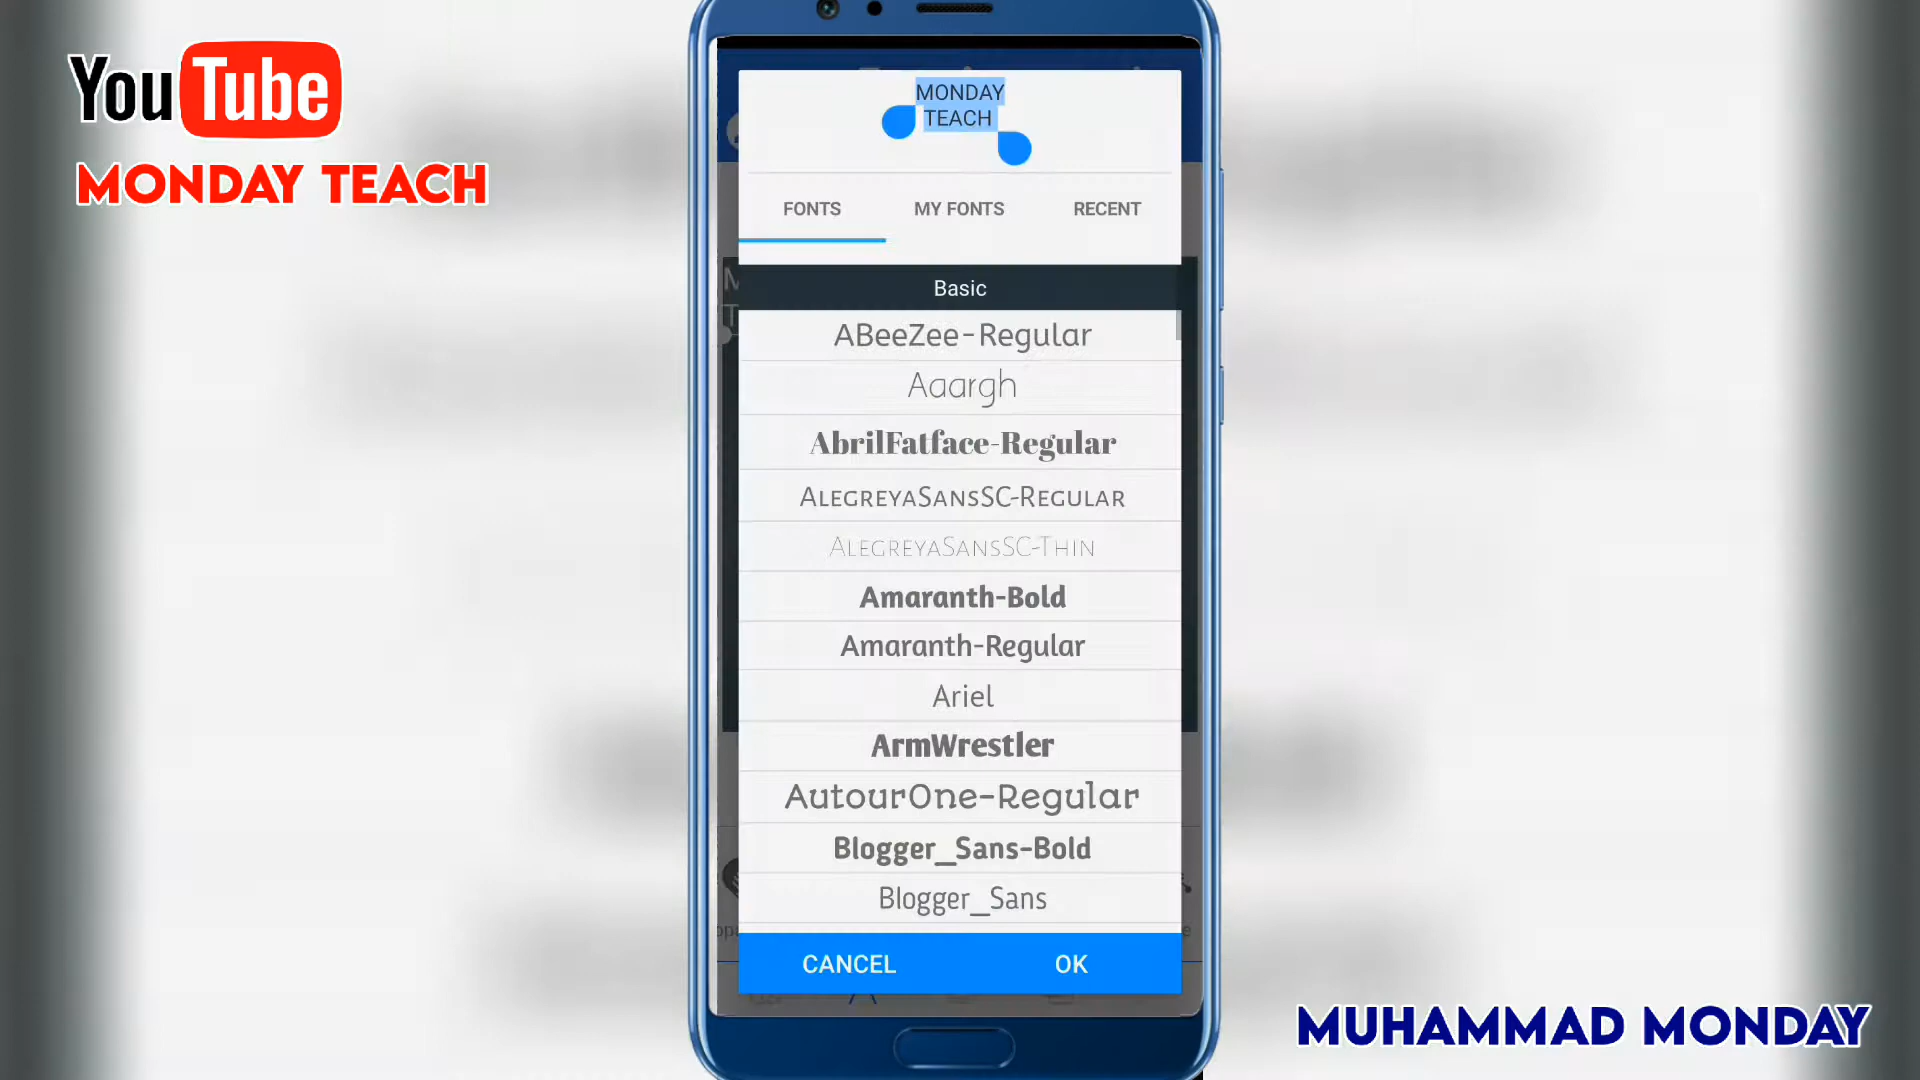 YouTube
MONDAY TEACH
MONDAY
TEACH
FONTS
MY FONTS
RECENT
Basic
ABeeZee-Regular
Aaargh
AbrilFatface-Regular
AlegreyaSansSC-Regular
AlegreyaSansSC-Thin
Amaranth-Bold
Amaranth-Regular
Ariel
ArmWrestler
AutourOne-Regular
Blogger_Sans-Bold
Blogger_Sans
CANCEL
OK
MUHAMMAD MONDAY